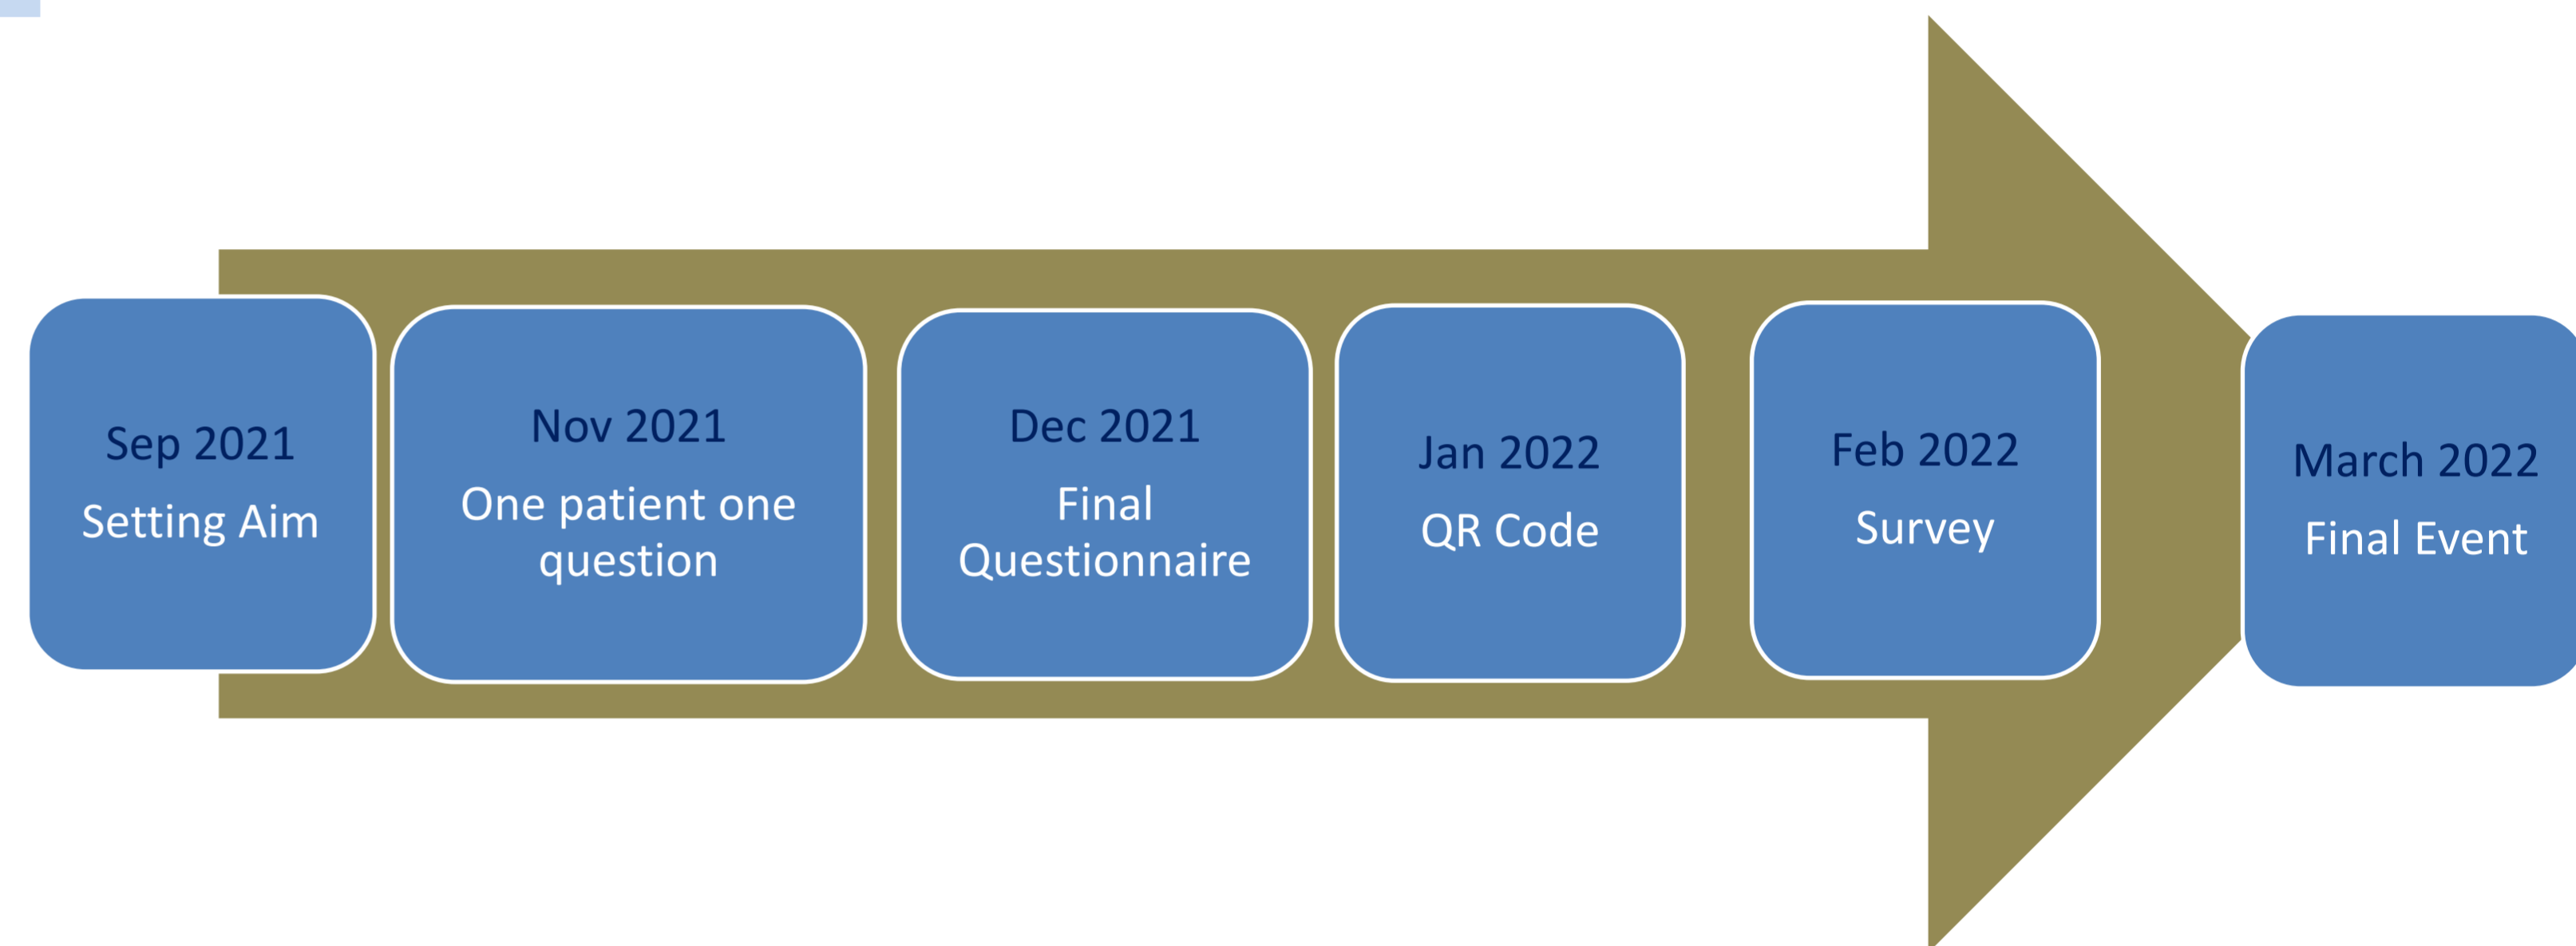 Sep 2021
Setting Aim
Nov 2021
One patient one
question
Dec 2021
Final
Questionnaire
Jan 2022
QR Code
Feb 2022
Survey
March 2022
Final Event